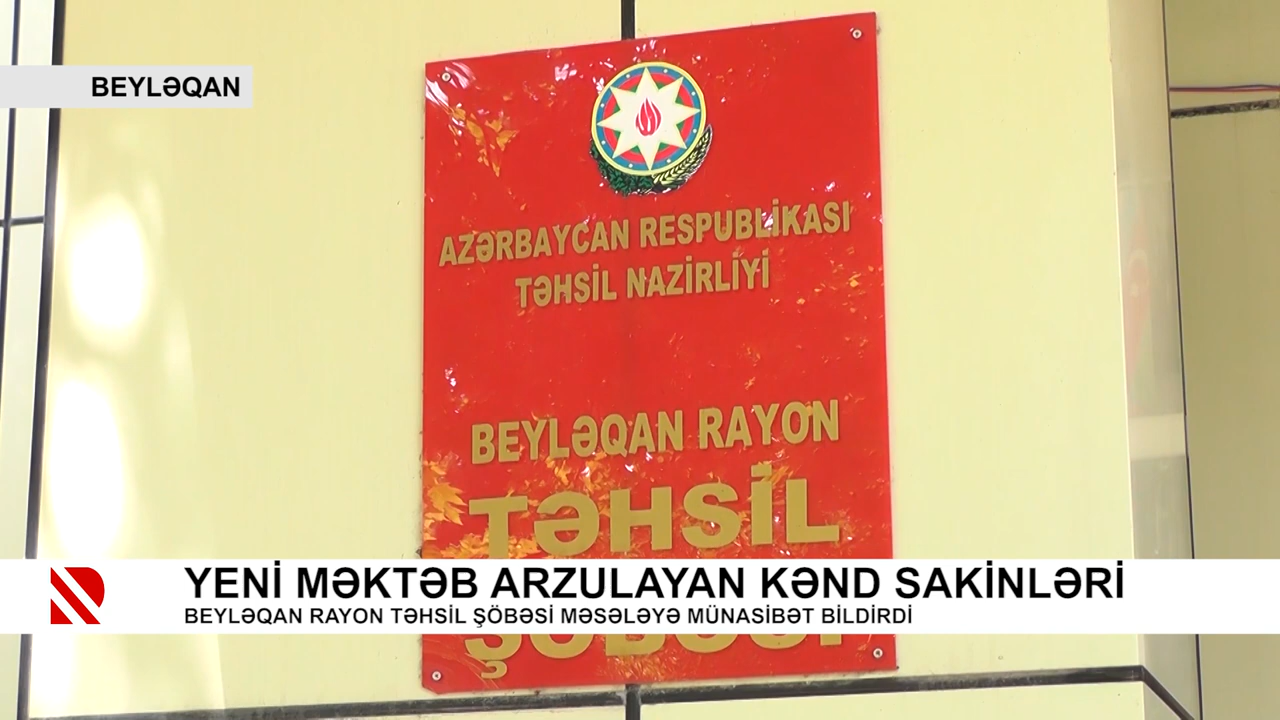 BEYLƏQAN
AZƏRBAYCAN RESPUBLİKASI
TƏHSİL NAZİRLİYİ
BEYLƏQAN RAYON
TƏHSİL
YENİ MƏKTƏB ARZULAYAN KƏND SAKİNLƏRİ
BEYLƏQAN RAYON TƏHSİL ŞÖBƏSİ MƏSƏLƏYƏ MÜNASİBƏT BİLDİRDİ
ŞÖBƏSİ